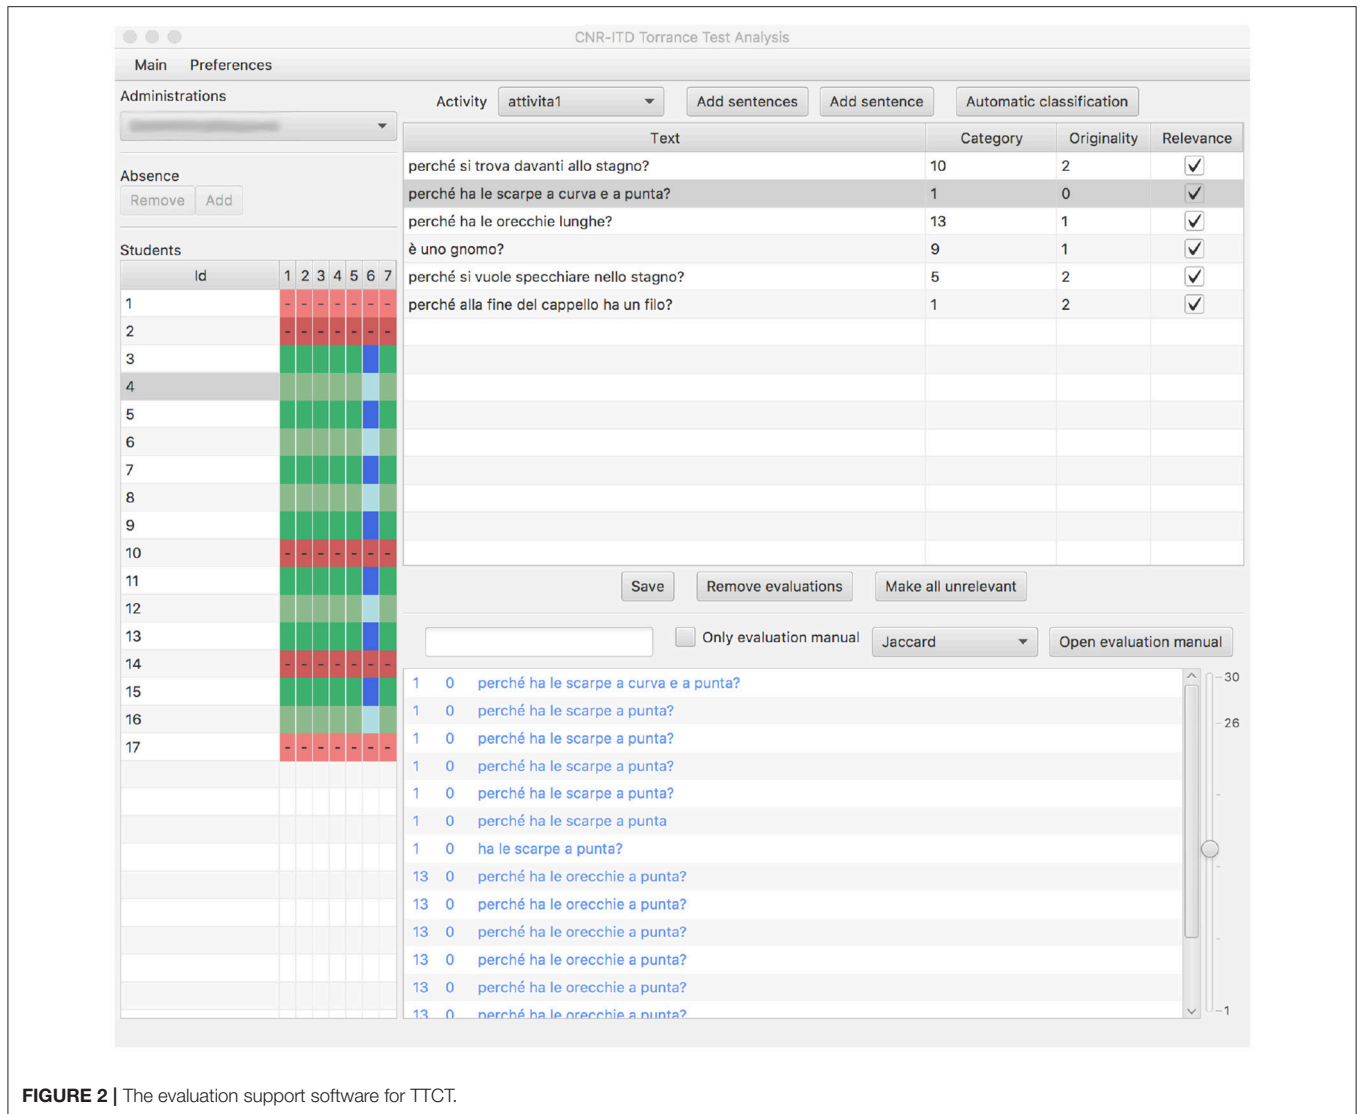 CNR-ITD Torrance Test Analysis
Main Preferences
Administrations
Absence
Remove Add
Students
Id 1 2 3 4 5 6 7
1 - - - - - - -
2 - - - - - - -
3
4
5
6
7
8
9
10 - - - - - - -
11
12
13
14 - - - - - - -
15
16
17 - - - - - - -
Activity attivita1 Add sentences Add sentence Automatic classification
Text Category Originality Relevance
perché si trova davanti allo stagno? 10 2
perché ha le scarpe a curva e a punta? 1 0
perché ha le orecchie lunghe? 13 1
è uno gnomo? 9 1
perché si vuole specchiare nello stagno? 5 2
perché alla fine del cappello ha un filo? 1 2
Save Remove evaluations Make all unrelevant
Only evaluation manual Jaccard Open evaluation manual
1 0 perché ha le scarpe a curva e a punta?
1 0 perché ha le scarpe a punta?
1 0 perché ha le scarpe a punta?
1 0 perché ha le scarpe a punta?
1 0 perché ha le scarpe a punta?
1 0 perché ha le scarpe a punta
1 0 ha le scarpe a punta?
13 0 perché ha le orecchie a punta?
13 0 perché ha le orecchie a punta?
13 0 perché ha le orecchie a punta?
13 0 perché ha le orecchie a punta?
13 0 perché ha le orecchie a punta?
13 0 perché ha le orecchie a punta?
30
26
1
FIGURE 2 | The evaluation support software for TTCT.